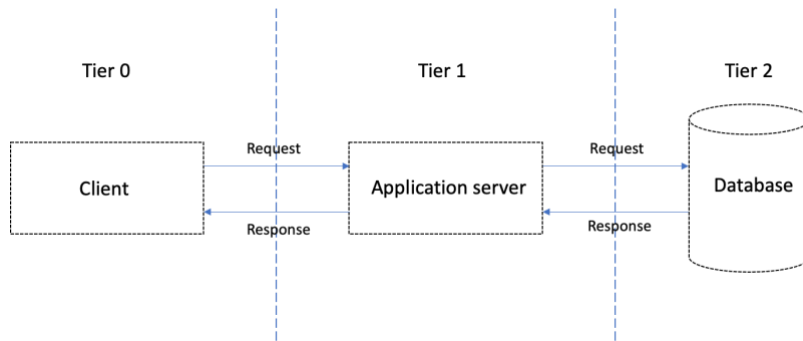 Tier 0
Tier 1
Tier 2
Request
Request
Client
Application server
Database
Response
Response